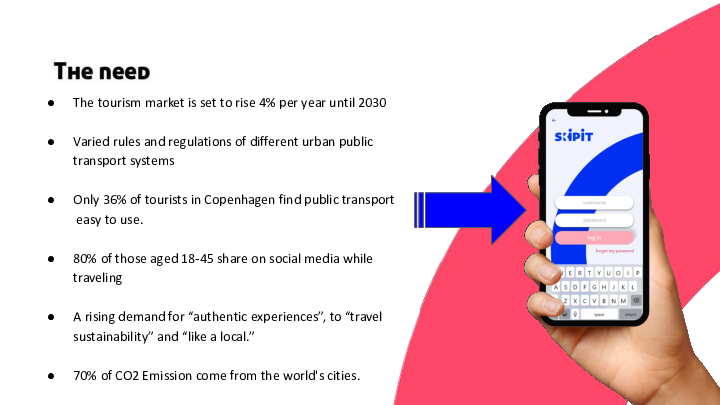 The need
● The tourism market is set to rise 4% per year until 2030
● Varied rules and regulations of different urban public
transport systems
● Only 36% of tourists in Copenhagen find public transport
easy to use.
● 80% of those aged 18-45 share on social media while
traveling
● A rising demand for “authentic experiences”, to “travel
sustainability” and “like a local.”
● 70% of CO2 Emission come from the world's cities.
SKIPIT
username
password
log in
forgot my password
E R T Y U I O P
A S D F G H J K L
Z X C V B N M
space
return